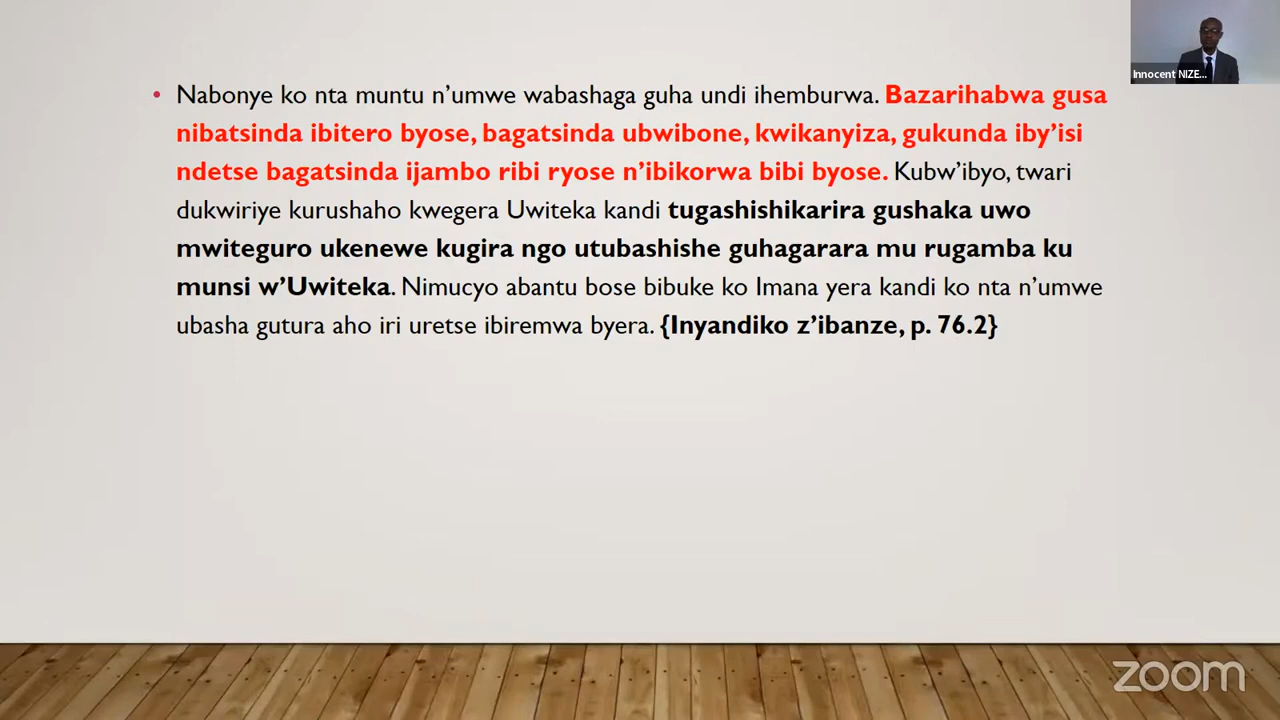 Innocent NIZE...
• Nabonye ko nta muntu n’umwe wabashaga guha undi ihemburwa. Bazarihabwa gusa
nibatsinda ibitero byose, bagatsinda ubwibone, kwikanyiza, gukunda iby’isi
ndetse bagatsinda ijambo ribi ryose n’ibikorwa bibi byose. Kubw’ibyo, twari
dukwiriye kurushaho kwegera Uwiteka kandi tugashishikarira gushaka uwo
mwiteguro ukenewe kugira ngo utubashishe guhagarara mu rugamba ku
munsi w’Uwiteka. Nimucyo abantu bose bibuke ko Imana yera kandi ko nta n’umwe
ubasha gutura aho iri uretse ibiremwa byera. {Inyandiko z’ibanze, p. 76.2}
zoom